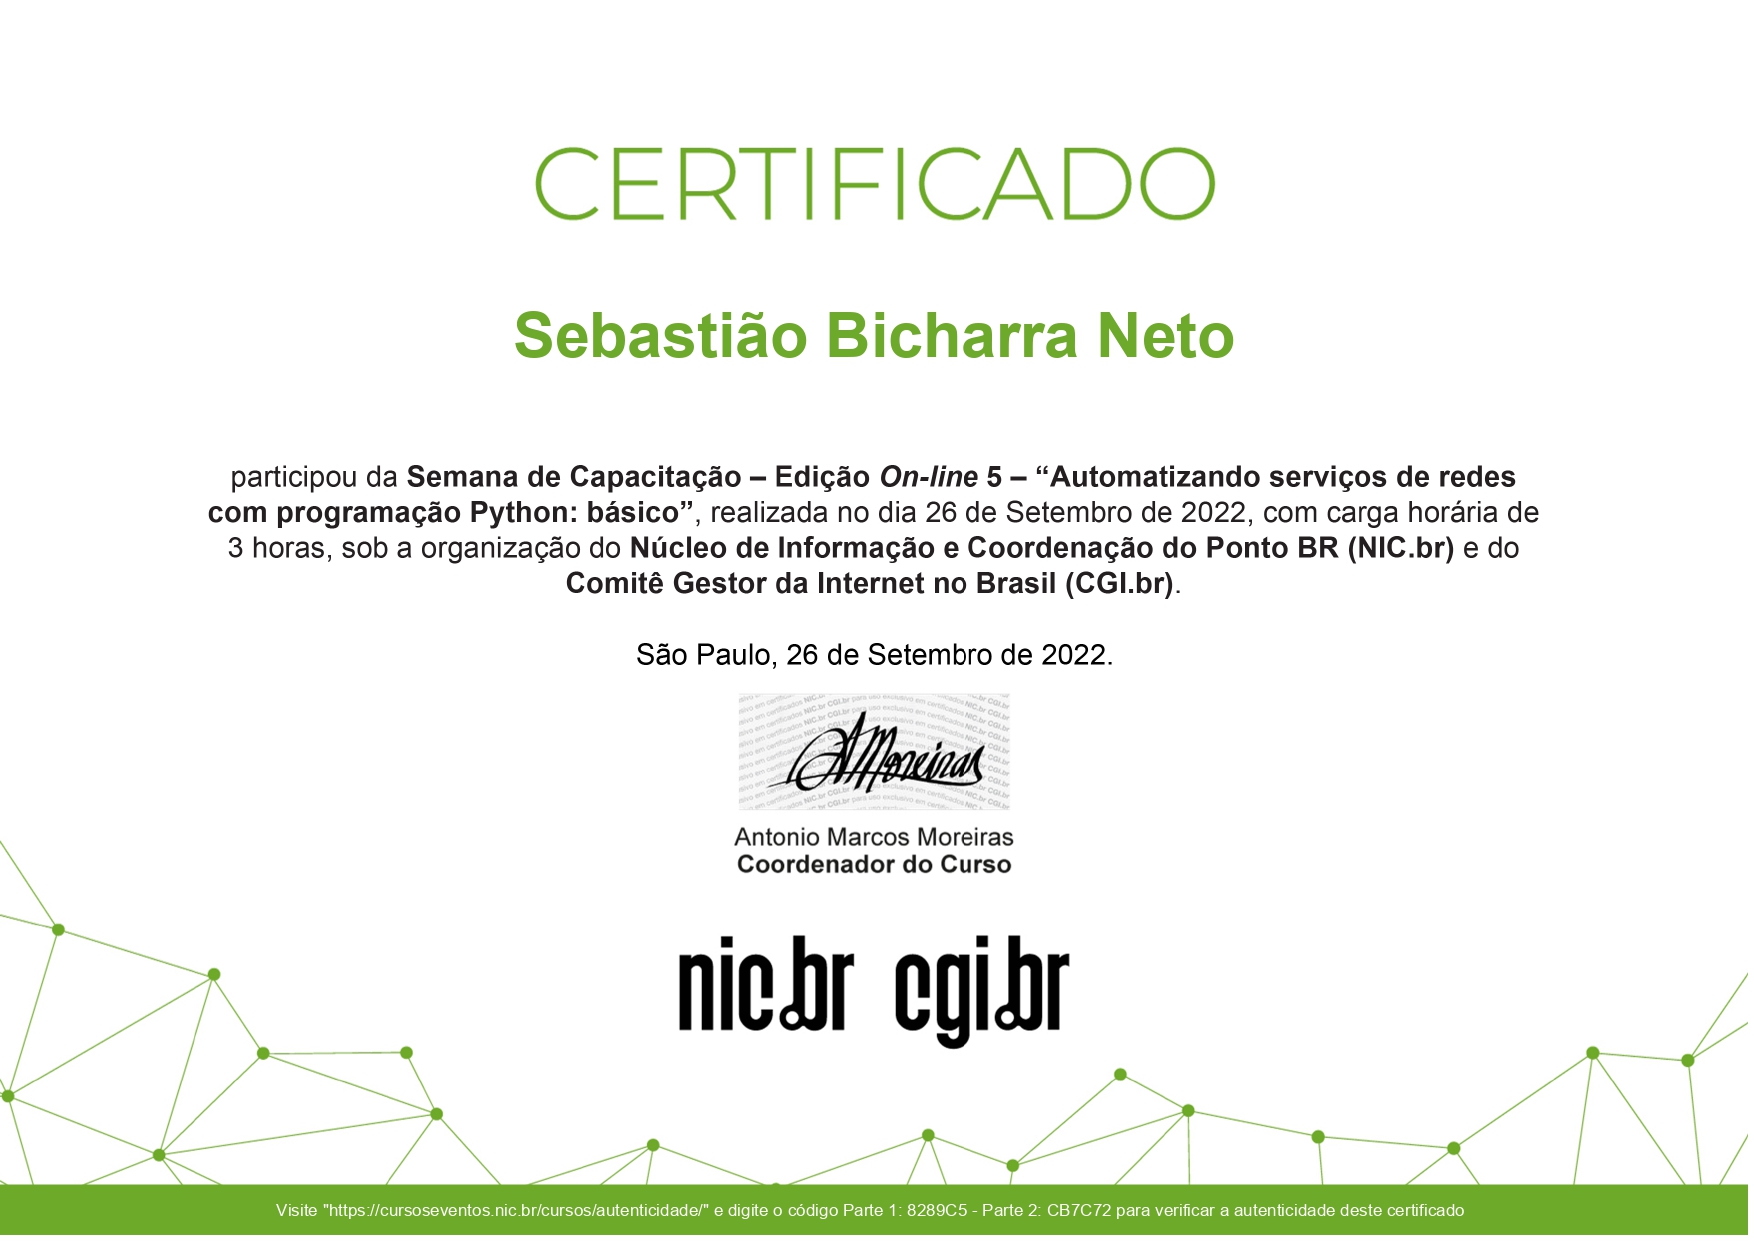 CERTIFICADO
Sebastião Bicharra Neto
participou da Semana de Capacitação – Edição On-line 5 – “Automatizando serviços de redes
com programação Python: básico”, realizada no dia 26 de Setembro de 2022, com carga horária de
3 horas, sob a organização do Núcleo de Informação e Coordenação do Ponto BR (NIC.br) e do
Comitê Gestor da Internet no Brasil (CGI.br).
São Paulo, 26 de Setembro de 2022.
AMoreiras
Antonio Marcos Moreiras
Coordenador do Curso
nic.br cgi.br
Visite "https://cursoseventos.nic.br/cursos/autenticidade/" e digite o código Parte 1: 8289C5 - Parte 2: CB7C72 para verificar a autenticidade deste certificado